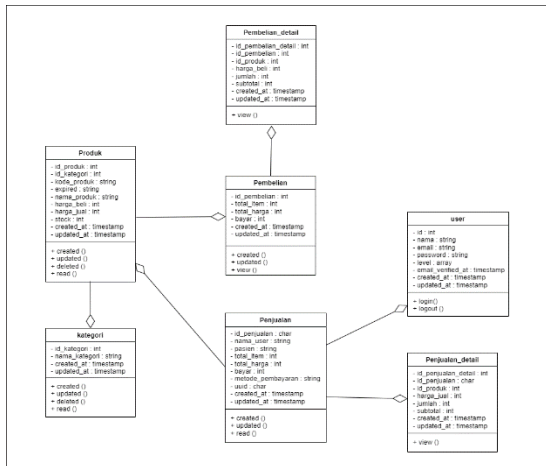 Pembelian_detail
- id_pembelian_detail : int
- id_pembelian : int
- id_produk : int
- harga_beli : int
- jumlah : int
- subtotal : int
- created_at : timestamp
- updated_at : timestamp
+ view ()
Produk
- id_produk : int
- id_kategori : int
- kode_produk : string
- expired : string
- nama_produk : string
- harga_beli : int
- harga_jual : int
- stock : int
- created_at : timestamp
- updated_at : timestamp
+ created ()
+ updated ()
+ deleted ()
+ read ()
Pembelian
- id_pembelian : int
- total_item : int
- total_harga : int
- bayar : int
- created_at : timestamp
- updated_at : timestamp
+ created ()
+ updated ()
+ view ()
user
- id : int
- nama : string
- email : string
- password : string
- level : array
- email_verified_at : timestamp
- created_at : timestamp
- updated_at : timestamp
+ login()
+ logout ()
kategori
- id_kategori : int
- nama_kategori : string
- created_at : timestamp
- updated_at : timestamp
+ created ()
+ updated ()
+ deleted ()
+ read ()
Penjualan
- id_penjualan : char
- nama_user : string
- pasien : string
- total_item : int
- total_harga : int
- bayar : int
- metode_pembayaran : string
- uuid : char
- created_at : timestamp
- updated_at : timestamp
+ created ()
+ updated ()
+ read ()
Penjualan_detail
- id_penjualan_detail : int
- id_penjualan : char
- id_produk : int
- harga_jual : int
- jumlah : int
- subtotal : int
- created_at : timestamp
- updated_at : timestamp
+ view ()